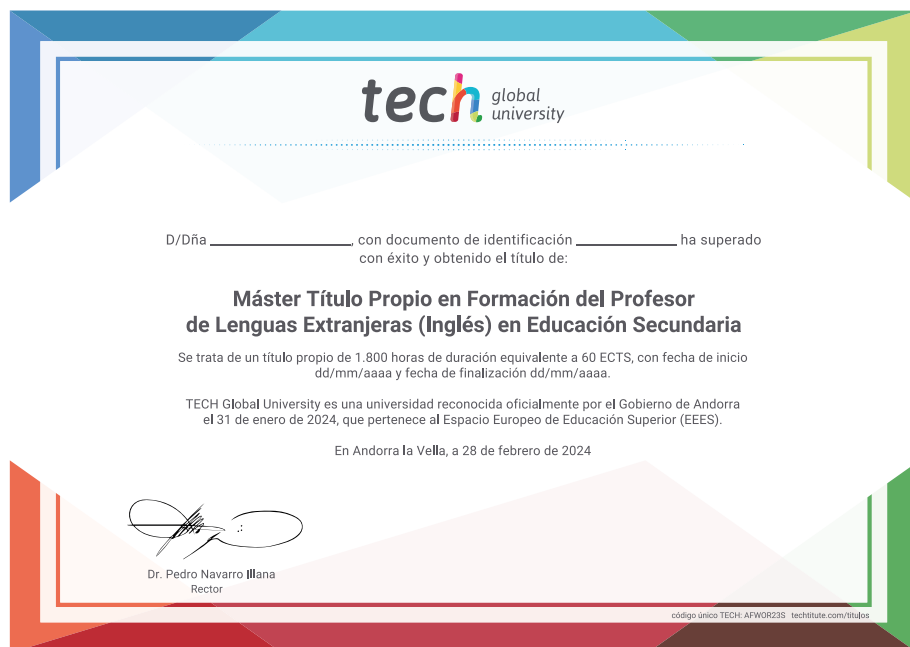 tech global
university
D/Dña ______________, con documento de identificación __________ ha superado
con éxito y obtenido el título de:
Máster Título Propio en Formación del Profesor
de Lenguas Extranjeras (Inglés) en Educación Secundaria
Se trata de un título propio de 1.800 horas de duración equivalente a 60 ECTS, con fecha de inicio
dd/mm/aaaa y fecha de finalización dd/mm/aaaa.
TECH Global University es una universidad reconocida oficialmente por el Gobierno de Andorra
el 31 de enero de 2024, que pertenece al Espacio Europeo de Educación Superior (EEES).
En Andorra la Vella, a 28 de febrero de 2024
Dr. Pedro Navarro Illana
Rector
código único TECH: AFWOR23S techtitute.com/titulos